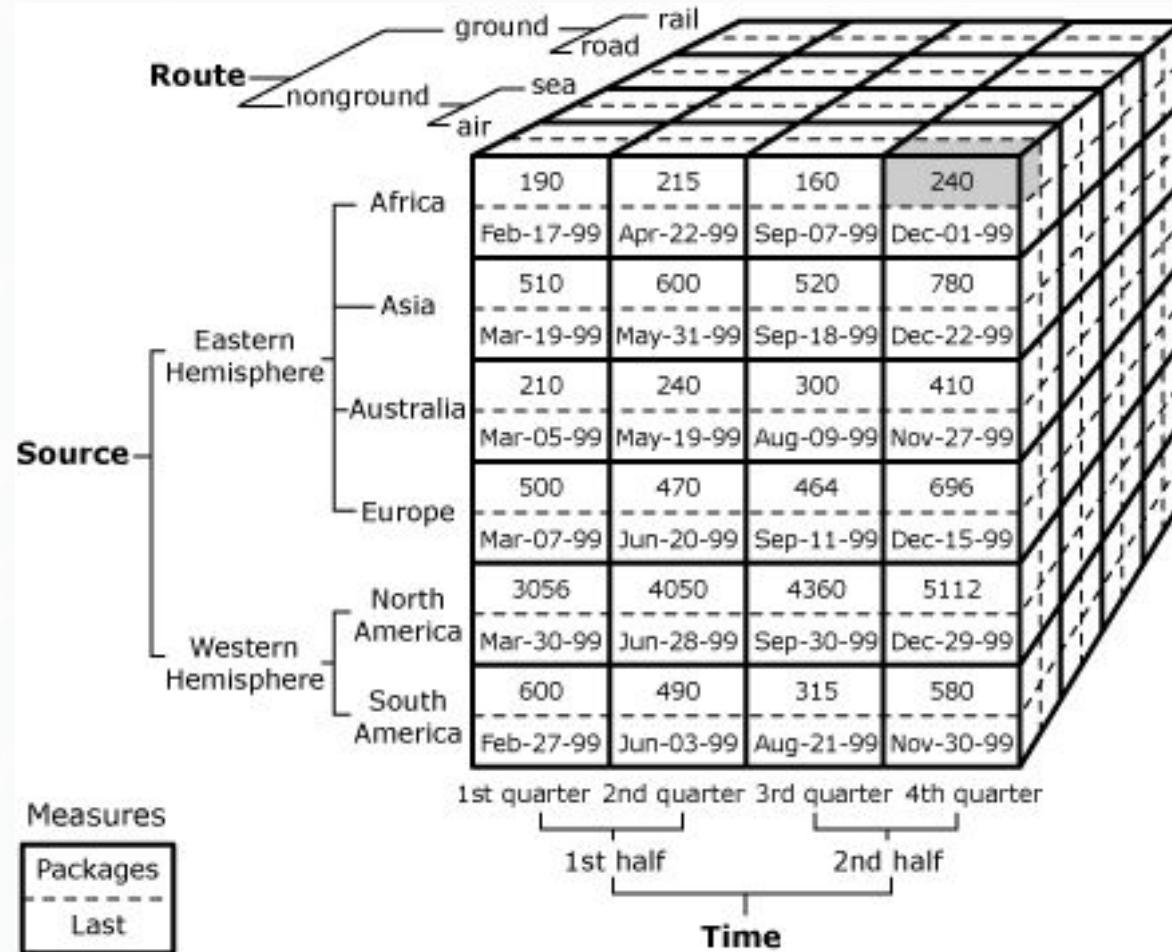 ground
rail
road
Route
nonground
sea
air
Africa
190 215 160 240
Feb-17-99 Apr-22-99 Sep-07-99 Dec-01-99
Asia
510 600 520 780
Mar-19-99 May-31-99 Sep-18-99 Dec-22-99
Eastern
Hemisphere
Australia
210 240 300 410
Mar-05-99 May-19-99 Aug-09-99 Nov-27-99
Source
Europe
500 470 464 696
Mar-07-99 Jun-20-99 Sep-11-99 Dec-15-99
North
America
3056 4050 4360 5112
Mar-30-99 Jun-28-99 Sep-30-99 Dec-29-99
Western
Hemisphere
South
America
600 490 315 580
Feb-27-99 Jun-03-99 Aug-21-99 Nov-30-99
1st quarter 2nd quarter 3rd quarter 4th quarter
1st half 2nd half
Time
Measures
Packages
Last